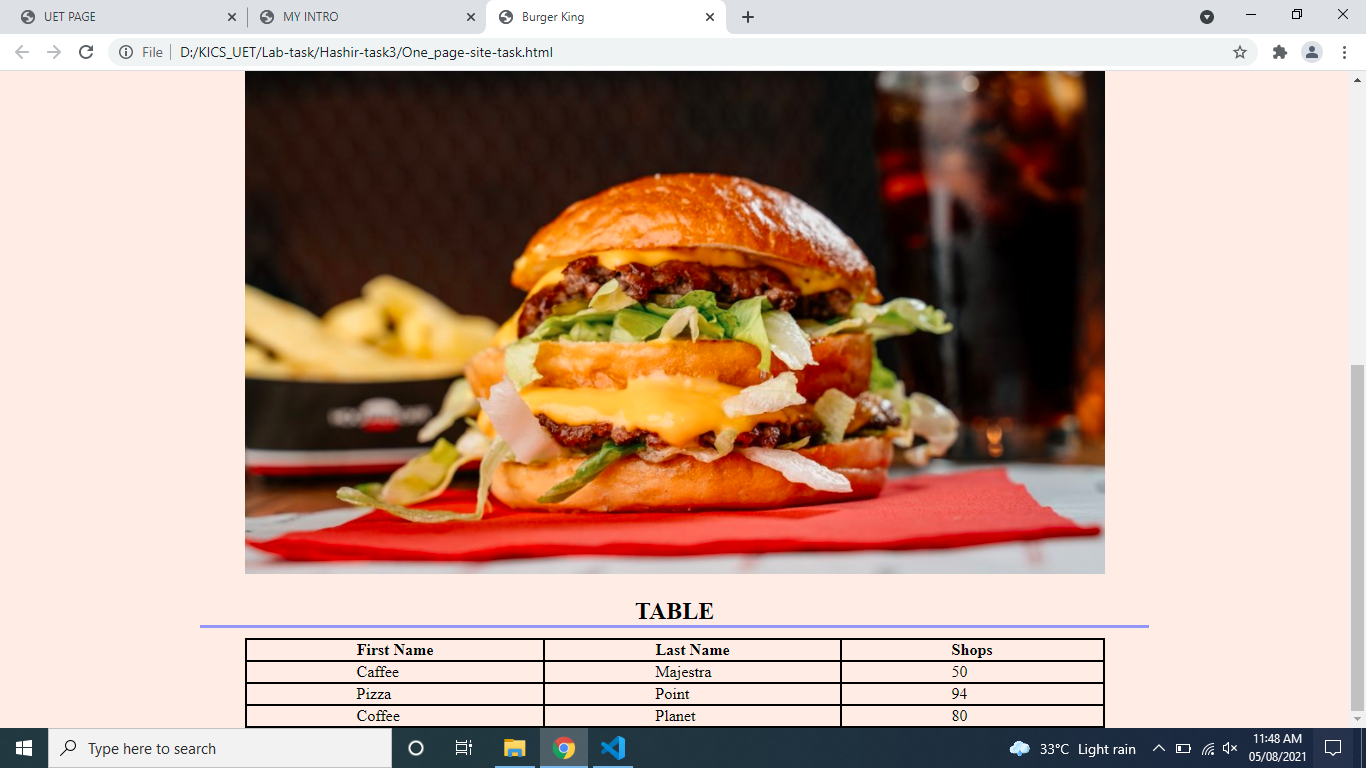 UET PAGE MY INTRO Burger King
File D:/KICS_UET/Lab-task/Hashir-task3/One_page-site-task.html
TABLE
First Name Last Name Shops
Caffee Majestra 50
Pizza Point 94
Coffee Planet 80
Type here to search 33°C Light rain 11:48 AM
05/08/2021